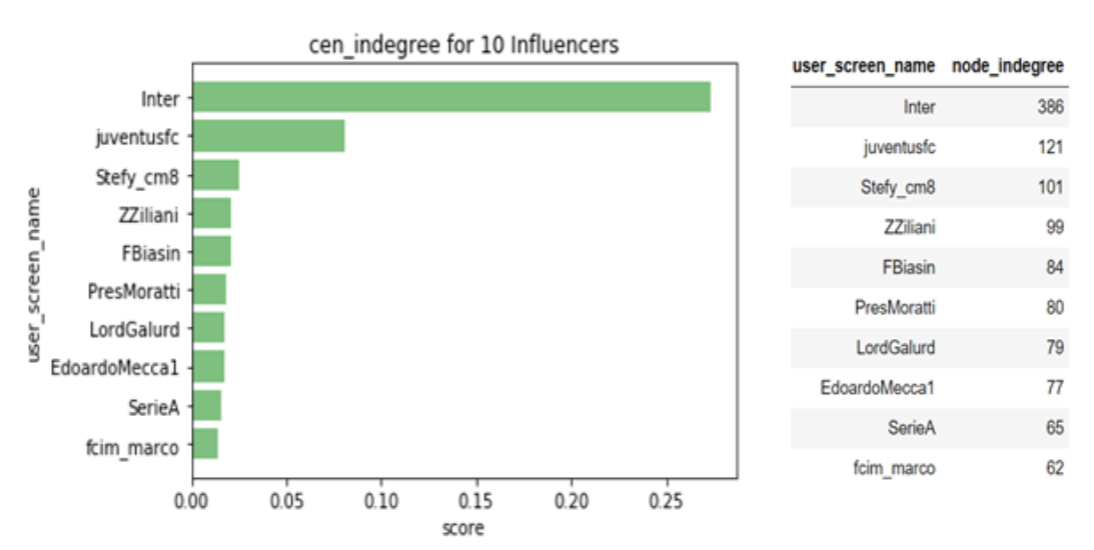 cen_indegree for 10 Influencers
user_screen_name
Inter
juventusfc
Stefy_cm8
ZZiliani
FBiasin
PresMoratti
LordGalurd
EdoardoMecca1
SerieA
fcim_marco
0.00 0.05 0.10 0.15 0.20 0.25
score
user_screen_name node_indegree
Inter 386
juventusfc 121
Stefy_cm8 101
ZZiliani 99
FBiasin 84
PresMoratti 80
LordGalurd 79
EdoardoMecca1 77
SerieA 65
fcim_marco 62